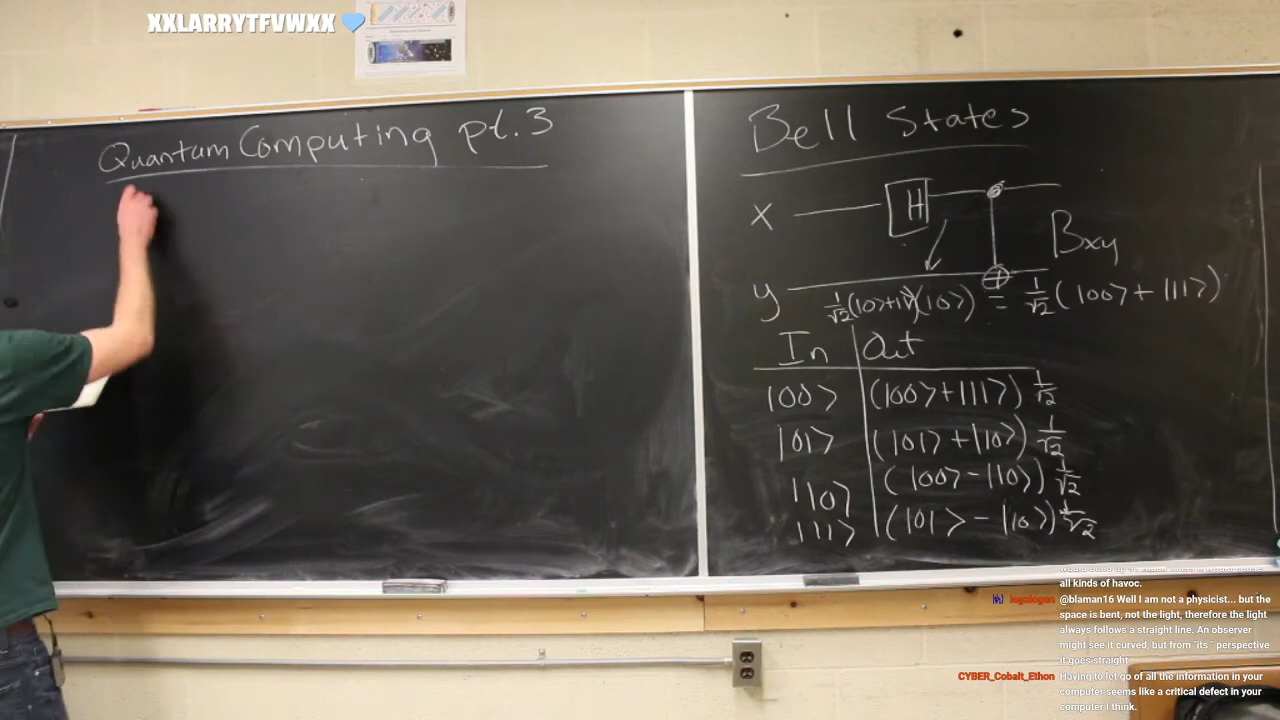 XXLARRYTFVWXX 💙
Quantum Computing pt.3
Bell States
x
H
Bxy
y
1/√2 (|0⟩+|1⟩)(|0⟩) = 1/√2 (|00⟩ + |11⟩)
In | Out
|00⟩ | (|00⟩+|11⟩) 1/√2
|01⟩ | (|01⟩+|10⟩) 1/√2
|10⟩ | (|00⟩-|10⟩) 1/√2
|11⟩ | (|01⟩-|10⟩) 1/√2
all kinds of havoc.
@blaman16 Well I am not a physicist... but the
space is bent, not the light, therefore the light
always follows a straight line. An observer
might see it curved, but from "its" perspective
it goes straight
CYBER_Cobalt_Ethon Having to let go of all the information in your
computer seems like a critical defect in your
computer I think.